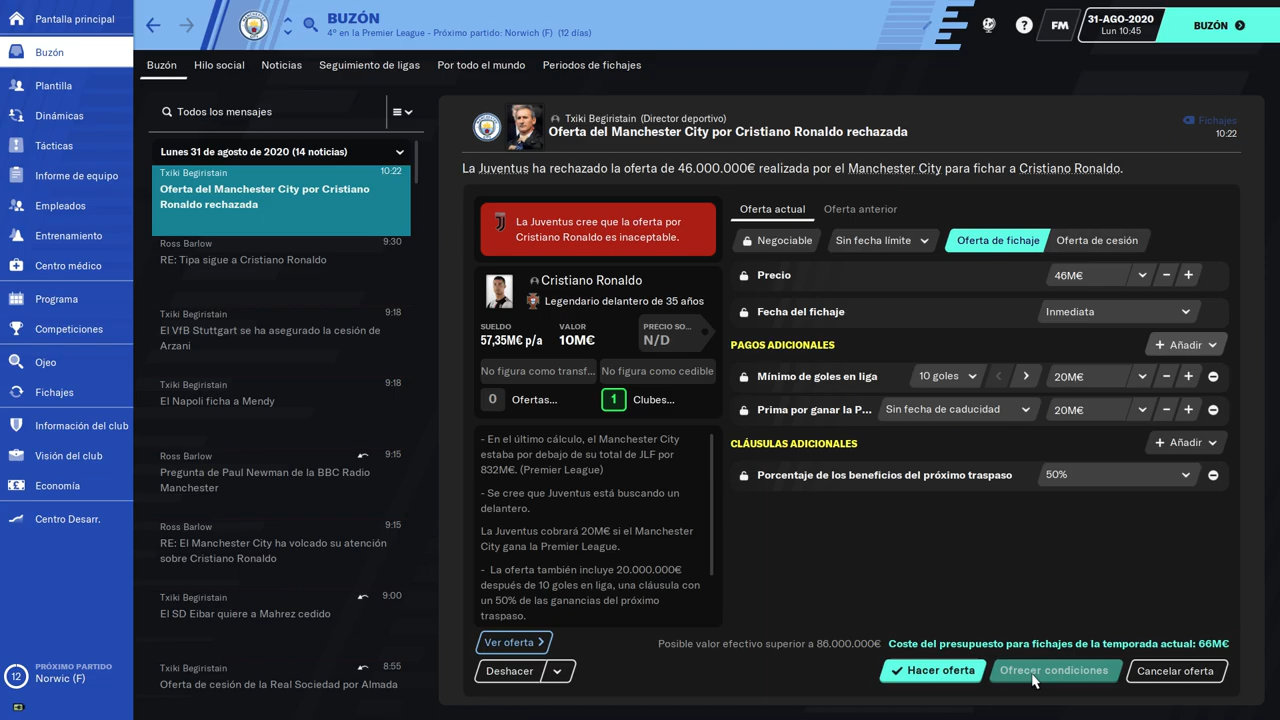 Pantalla principal
Buzón
Plantilla
Dinámicas
Tácticas
Informe de equipo
Empleados
Entrenamiento
Centro médico
Programa
Competiciones
Ojeo
Fichajes
Información del club
Visión del club
Economía
Centro Desarr.
12
PRÓXIMO PARTIDO
Norwic (F)
BUZÓN
4º en la Premier League - Próximo partido: Norwich (F) (12 días)
?
FM
31-AGO-2020
Lun 10:45
BUZÓN
Buzón
Hilo social
Noticias
Seguimiento de ligas
Por todo el mundo
Periodos de fichajes
Todos los mensajes
Lunes 31 de agosto de 2020 (14 noticias)
Txiki Begiristain 10:22
Oferta del Manchester City por Cristiano
Ronaldo rechazada
Ross Barlow 9:30
RE: Tipa sigue a Cristiano Ronaldo
Txiki Begiristain 9:18
El VfB Stuttgart se ha asegurado la cesión de
Arzani
Txiki Begiristain 9:18
El Napoli ficha a Mendy
Ross Barlow 9:15
Pregunta de Paul Newman de la BBC Radio
Manchester
Ross Barlow 9:15
RE: El Manchester City ha volcado su atención
sobre Cristiano Ronaldo
Txiki Begiristain 9:00
El SD Eibar quiere a Mahrez cedido
Txiki Begiristain 8:55
Oferta de cesión de la Real Sociedad por Almada
Txiki Begiristain (Director deportivo)
Oferta del Manchester City por Cristiano Ronaldo rechazada
Fichajes
10:22
La Juventus ha rechazado la oferta de 46.000.000€ realizada por el Manchester City para fichar a Cristiano Ronaldo.
La Juventus cree que la oferta por
Cristiano Ronaldo es inaceptable.
Cristiano Ronaldo
Legendario delantero de 35 años
SUELDO
57,35M€ p/a
VALOR
10M€
PRECIO SO...
N/D
No figura como transf...
No figura como cedible
0 Ofertas...
1 Clubes...
- En el último cálculo, el Manchester City
estaba por debajo de su total de JLF por
832M€. (Premier League)
- Se cree que Juventus está buscando un
delantero.
La Juventus cobrará 20M€ si el Manchester
City gana la Premier League.
- La oferta también incluye 20.000.000€
después de 10 goles en liga, una cláusula con
un 50% de las ganancias del próximo
traspaso.
Ver oferta
Deshacer
Oferta actual
Oferta anterior
Negociable
Sin fecha límite
Oferta de fichaje
Oferta de cesión
Precio
46M€
Fecha del fichaje
Inmediata
PAGOS ADICIONALES
Añadir
Mínimo de goles en liga
10 goles
20M€
Prima por ganar la P...
Sin fecha de caducidad
20M€
CLÁUSULAS ADICIONALES
Añadir
Porcentaje de los beneficios del próximo traspaso
50%
Posible valor efectivo superior a 86.000.000€
Coste del presupuesto para fichajes de la temporada actual: 66M€
Hacer oferta
Ofrecer condiciones
Cancelar oferta